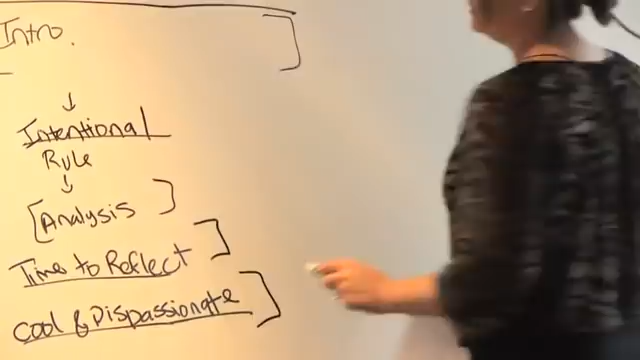 Intro.
Intentional
Rule
[Analysis]
Time to Reflect]
Cool & Dispassionate]